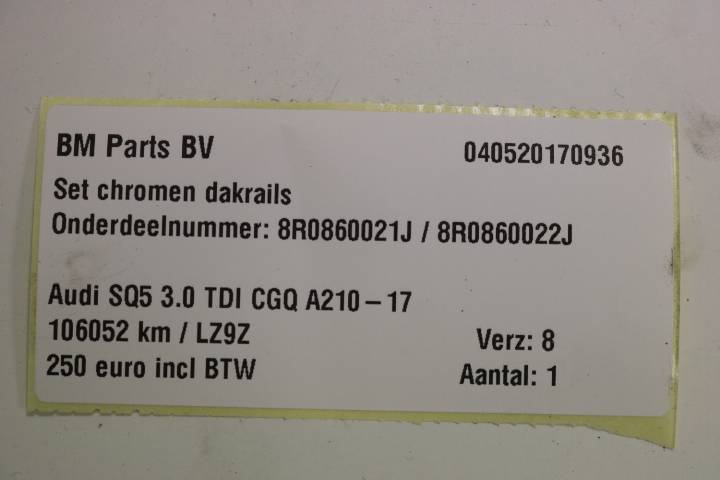 BM Parts BV 040520170936
Set chromen dakrails
Onderdeelnummer: 8R0860021J / 8R0860022J
Audi SQ5 3.0 TDI CGQ A210-17
106052 km / LZ9Z Verz: 8
250 euro incl BTW Aantal: 1